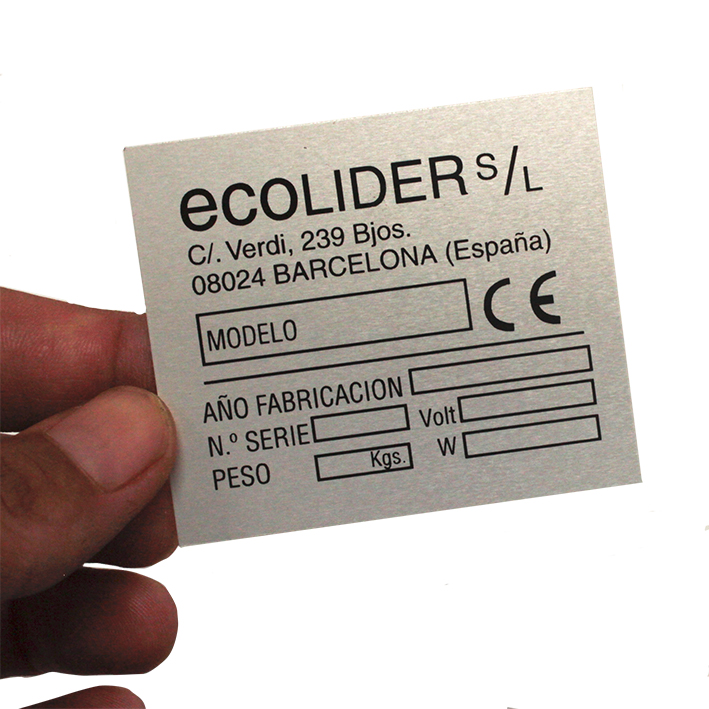 ecoLIDER S/L
C/. Verdi, 239 Bjos.
08024 BARCELONA (España)
MODELO CE
AÑO FABRICACION
N.º SERIE Volt
PESO Kgs. W